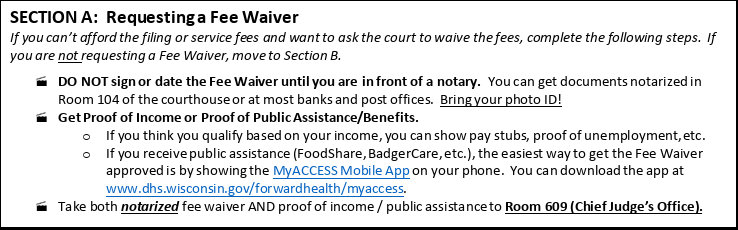 SECTION A: Requesting a Fee Waiver
If you can't afford the filing or service fees and want to ask the court to waive the fees, complete the following steps. If
you are not requesting a Fee Waiver, move to Section B.
DO NOT sign or date the Fee Waiver until you are in front of a notary. You can get documents notarized in
Room 104 of the courthouse or at most banks and post offices. Bring your photo ID!
Get Proof of Income or Proof of Public Assistance/Benefits.
o If you think you qualify based on your income, you can show pay stubs, proof of unemployment, etc.
o If you receive public assistance (FoodShare, BadgerCare, etc.), the easiest way to get the Fee Waiver
approved is by showing the MyACCESS Mobile App on your phone. You can download the app at
www.dhs.wisconsin.gov/forwardhealth/myaccess.
Take both notarized fee waiver AND proof of income / public assistance to Room 609 (Chief Judge's Office).